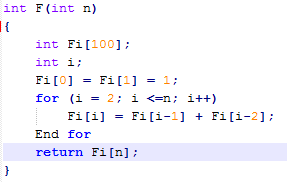 int F(int n)
{
int Fi[100];
int i;
Fi[0] = Fi[1] = 1;
for (i = 2; i <=n; i++)
Fi[i] = Fi[i-1] + Fi[i-2];
End for
return Fi[n];
}